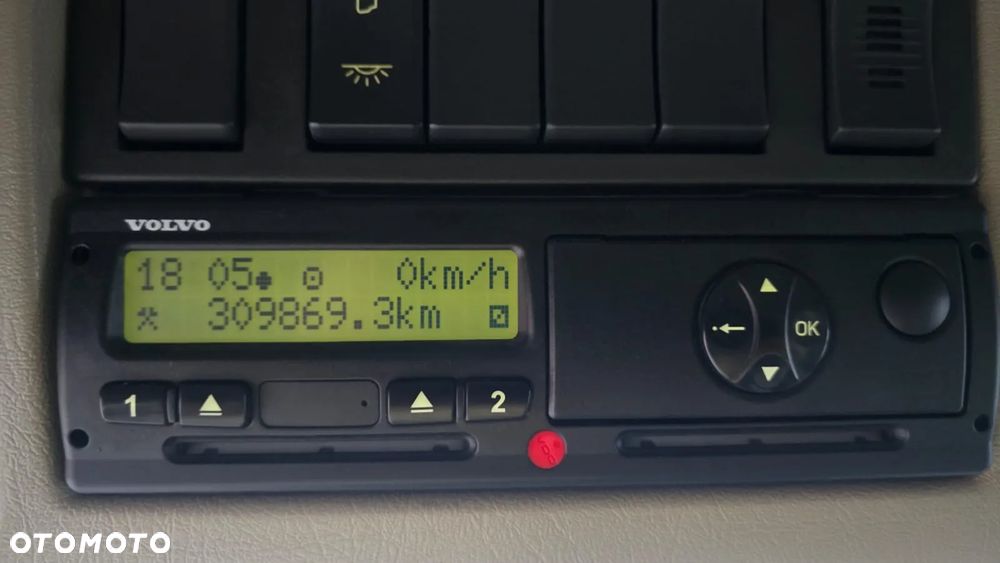 VOLVO
18 05 0km/h
309869.3km
1 2
OK
OTOMOTO